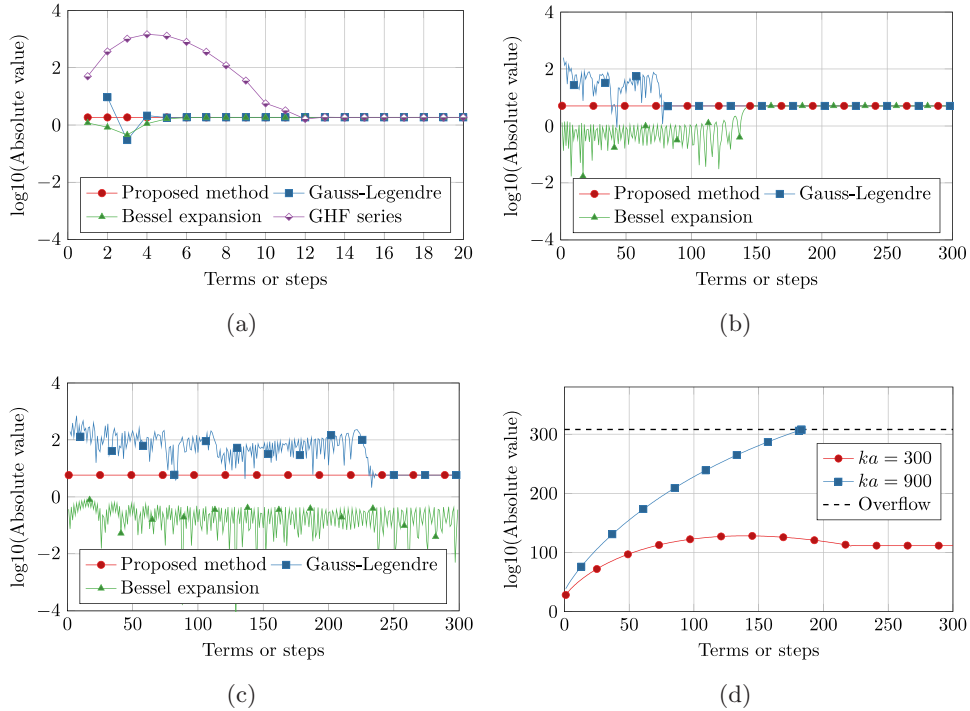 4
2
0
−2
−4
log10(Absolute value)
Proposed method
Gauss-Legendre
Bessel expansion
GHF series
0 2 4 6 8 10 12 14 16 18 20
Terms or steps
(a)
4
2
0
−2
−4
log10(Absolute value)
Proposed method
Gauss-Legendre
Bessel expansion
0 50 100 150 200 250 300
Terms or steps
(b)
4
2
0
−2
−4
log10(Absolute value)
Proposed method
Gauss-Legendre
Bessel expansion
0 50 100 150 200 250 300
Terms or steps
(c)
300
200
100
0
log10(Absolute value)
ka = 300
ka = 900
Overflow
0 50 100 150 200 250 300
Terms or steps
(d)